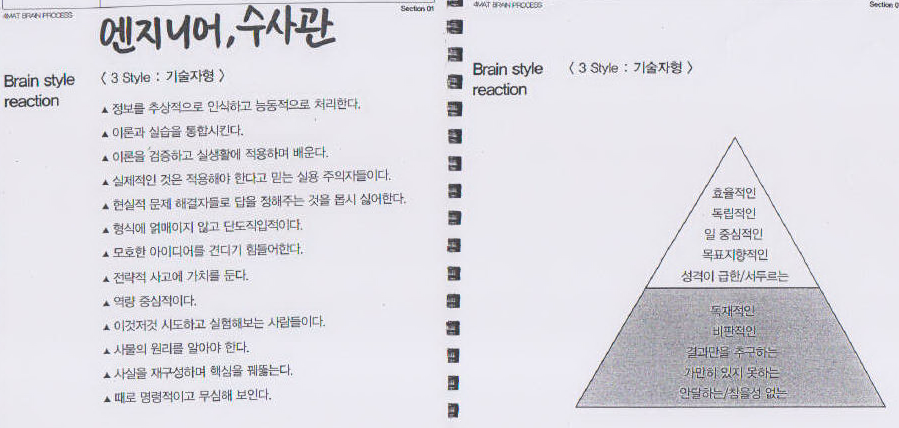 4MAT BRAIN PROCESS
Section 01
엔지니어, 수사관
Brain style
reaction
〈 3 Style : 기술자형 〉
▲ 정보를 추상적으로 인식하고 능동적으로 처리한다.
▲ 이론과 실습을 통합시킨다.
▲ 이론을 검증하고 실생활에 적용하며 배운다.
▲ 실제적인 것은 적용해야 한다고 믿는 실용 주의자들이다.
▲ 현실적 문제 해결자들로 답을 정해주는 것을 몹시 싫어한다.
▲ 형식에 얽매이지 않고 단도직입적이다.
▲ 모호한 아이디어를 견디기 힘들어한다.
▲ 전략적 사고에 가치를 둔다.
▲ 역량 중심적이다.
▲ 이것저것 시도하고 실험해보는 사람들이다.
▲ 사물의 원리를 알아야 한다.
▲ 사실을 재구성하며 핵심을 꿰뚫는다.
▲ 때로 명령적이고 무심해 보인다.
4MAT BRAIN PROCESS
Section 0
Brain style
reaction
〈 3 Style : 기술자형 〉
효율적인
독립적인
일 중심적인
목표지향적인
성격이 급한/서두르는
독재적인
비판적인
결과만을 추구하는
가만히 있지 못하는
안달하는/창율성 없는